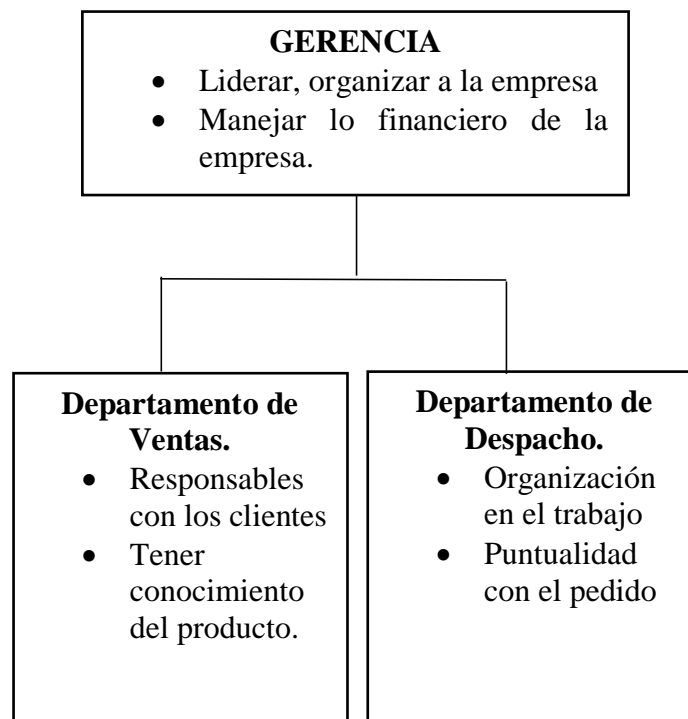 GERENCIA
• Liderar, organizar a la empresa
• Manejar lo financiero de la
empresa.
Departamento de
Ventas.
• Responsables
con los clientes
• Tener
conocimiento
del producto.
Departamento de
Despacho.
• Organización
en el trabajo
• Puntualidad
con el pedido